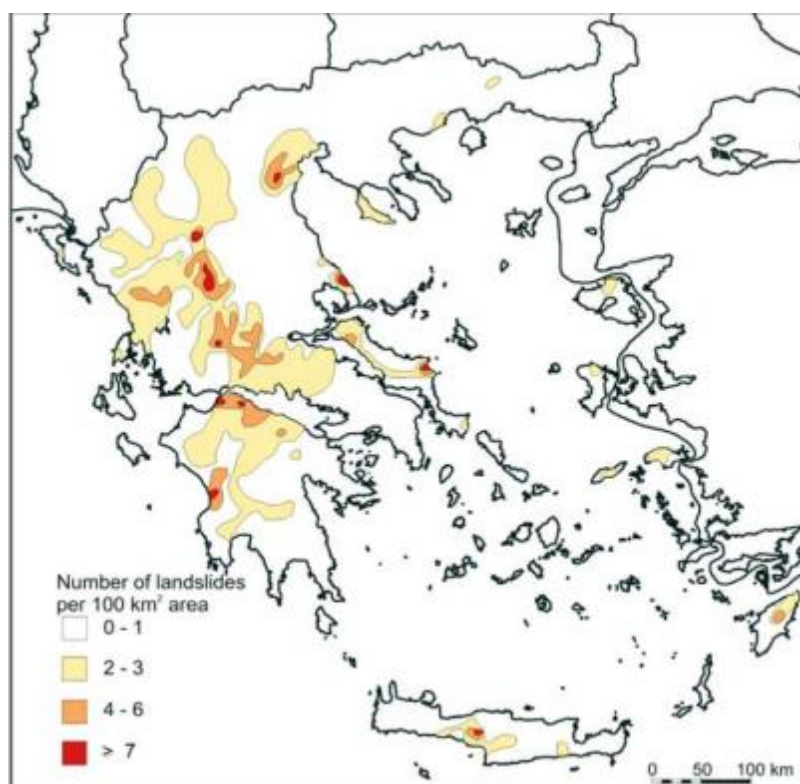 Number of landslides
per 100 km² area
0 - 1
2 - 3
4 - 6
≥ 7
0 50 100 km